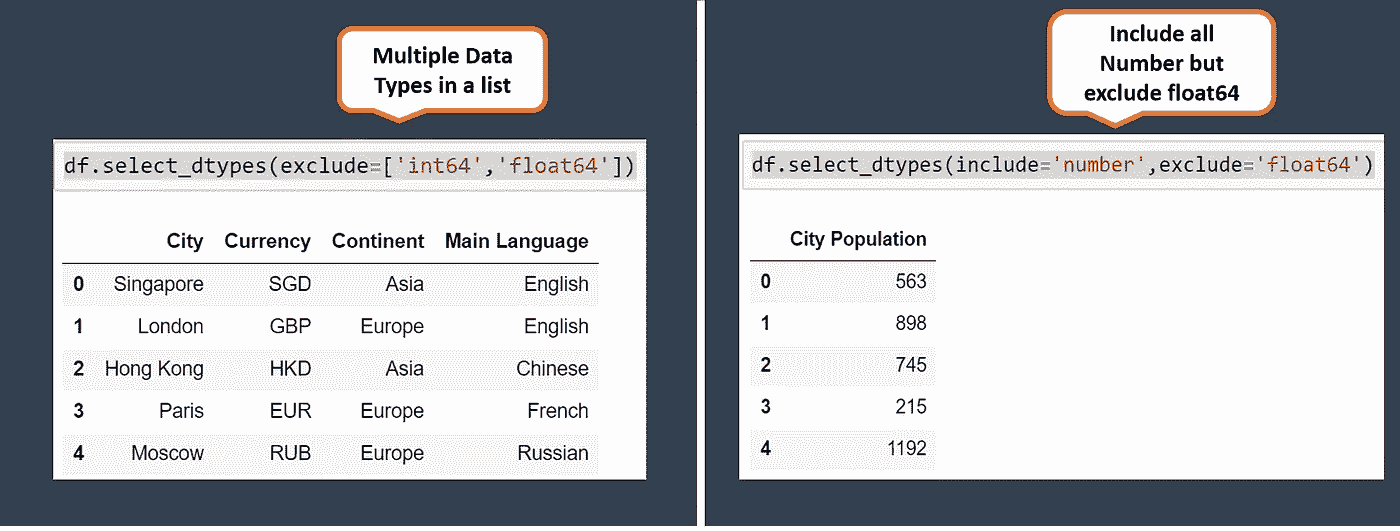 Multiple Data
Types in a list
df.select_dtypes(exclude=['int64','float64'])
City Currency Continent Main Language
0 Singapore SGD Asia English
1 London GBP Europe English
2 Hong Kong HKD Asia Chinese
3 Paris EUR Europe French
4 Moscow RUB Europe Russian
Include all
Number but
exclude float64
df.select_dtypes(include='number',exclude='float64')
City Population
0 563
1 898
2 745
3 215
4 1192